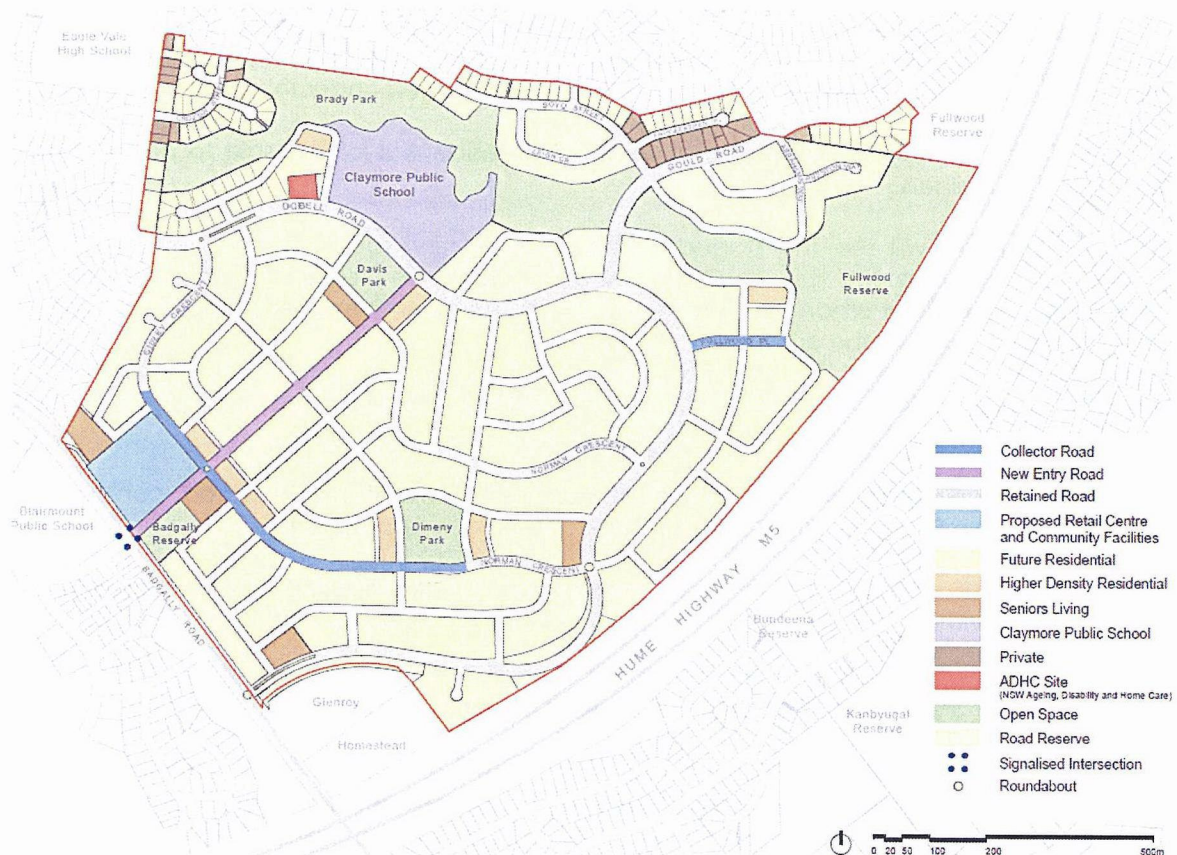 Eagle Vale
High School
Brady Park
BOYD STREET
Fullwood
Reserve
GOULD ROAD
Claymore Public
School
DOBELL ROAD
Davis
Park
Fullwood
Reserve
FULLWOOD PL
NORMAN CRESCENT
Blairmount
Public School
Badgally
Reserve
Dimeny
Park
NORMAN CRESCENT
BADGALLY ROAD
HUME HIGHWAY M5
Bundeena
Reserve
Glenroy
Homestead
Kanbyugal
Reserve
Collector Road
New Entry Road
Retained Road
Proposed Retail Centre
and Community Facilities
Future Residential
Higher Density Residential
Seniors Living
Claymore Public School
Private
ADHC Site
(NSW Ageing, Disability and Home Care)
Open Space
Road Reserve
Signalised Intersection
Roundabout
0 20 50 100 200 500m